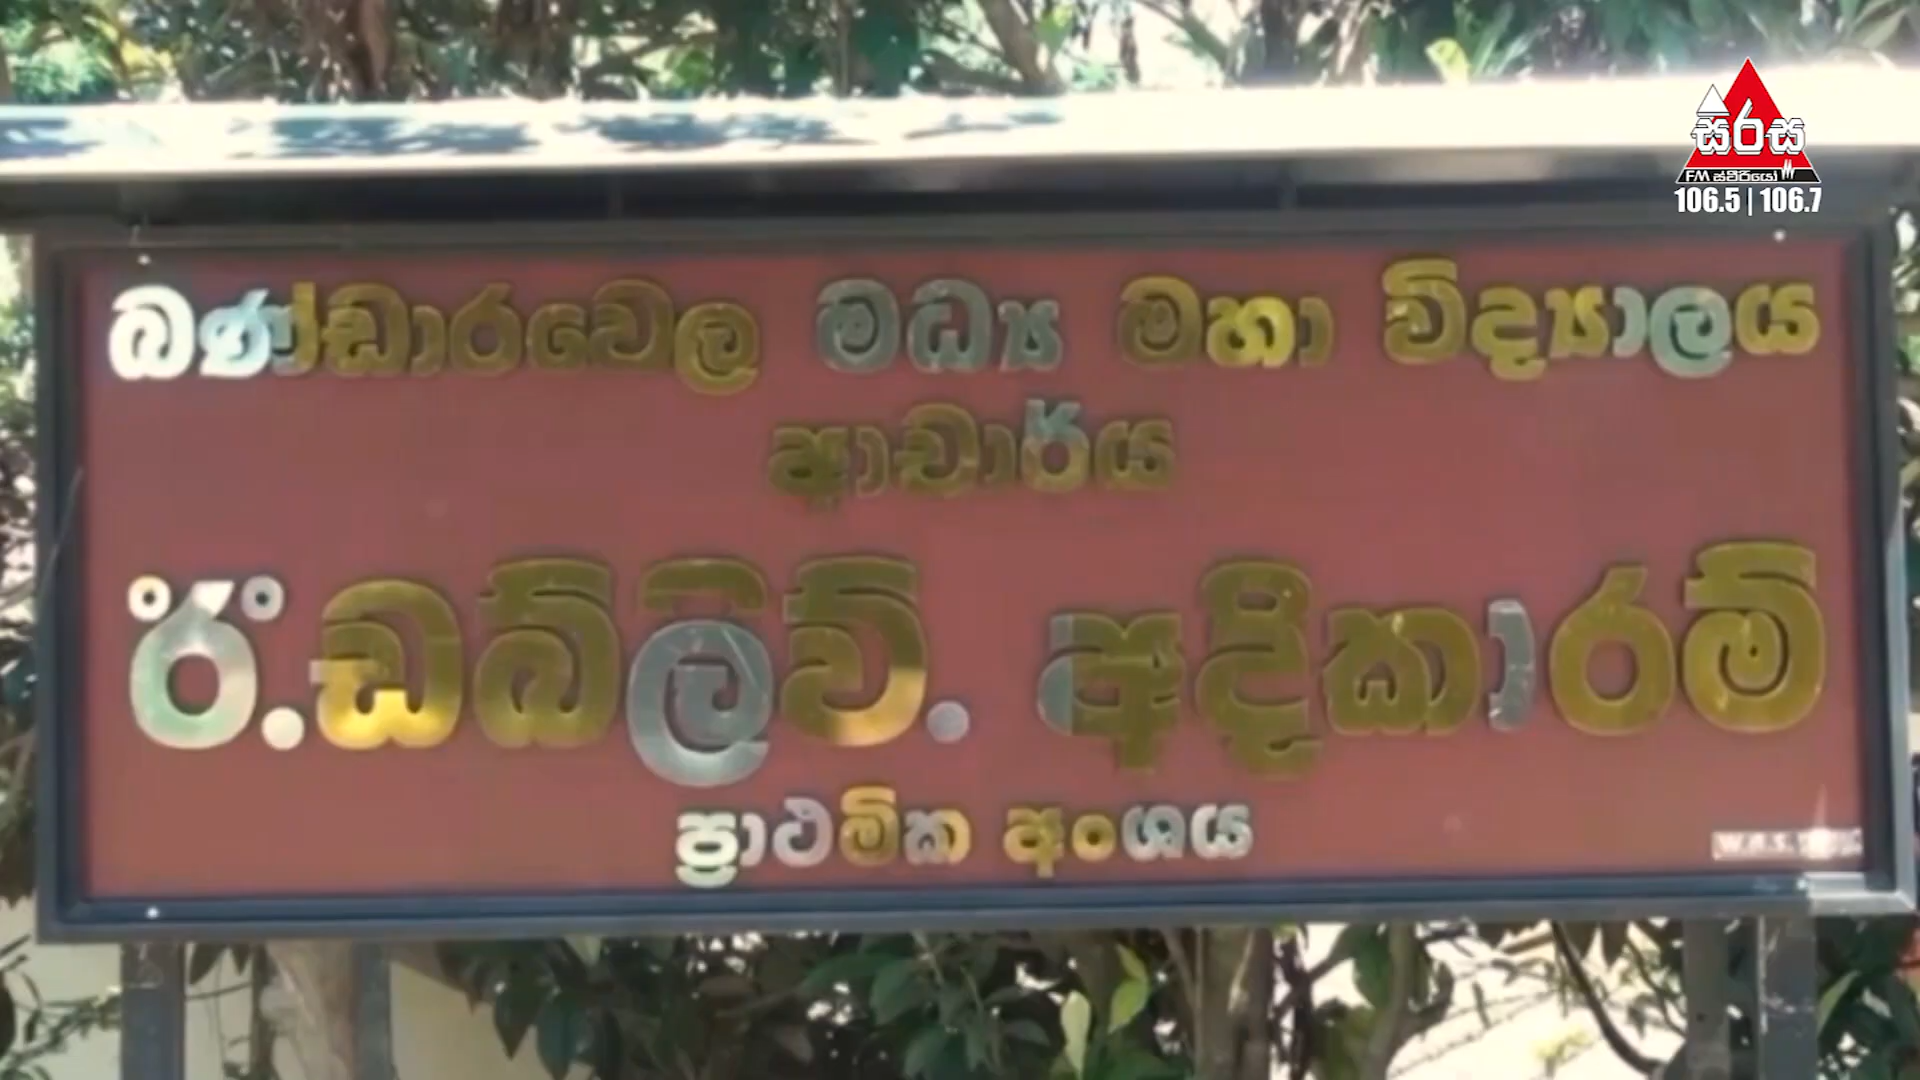 සිරස
FM ස්ටීරියෝ
106.5 | 106.7
බණ්ඩාරවෙල මධ්‍ය මහා විද්‍යාලය
ආචාර්ය
ඊ.ඩබ්ලිව්. අදිකාරම්
ප්‍රාථමික අංශය
W.A.S.